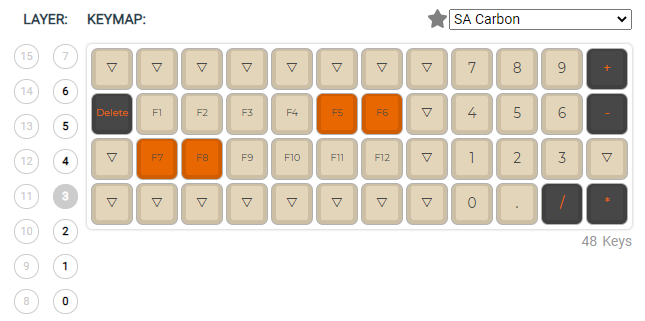 LAYER: KEYMAP: SA Carbon
15 7 ▽ ▽ ▽ ▽ ▽ ▽ ▽ ▽ 7 8 9 +
14 6 Delete F1 F2 F3 F4 F5 F6 ▽ 4 5 6 -
13 5
12 4 ▽ F7 F8 F9 F10 F11 F12 ▽ 1 2 3 ▽
11 3 ▽ ▽ ▽ ▽ ▽ ▽ ▽ ▽ 0 . / *
10 2 48 Keys
9 1
8 0